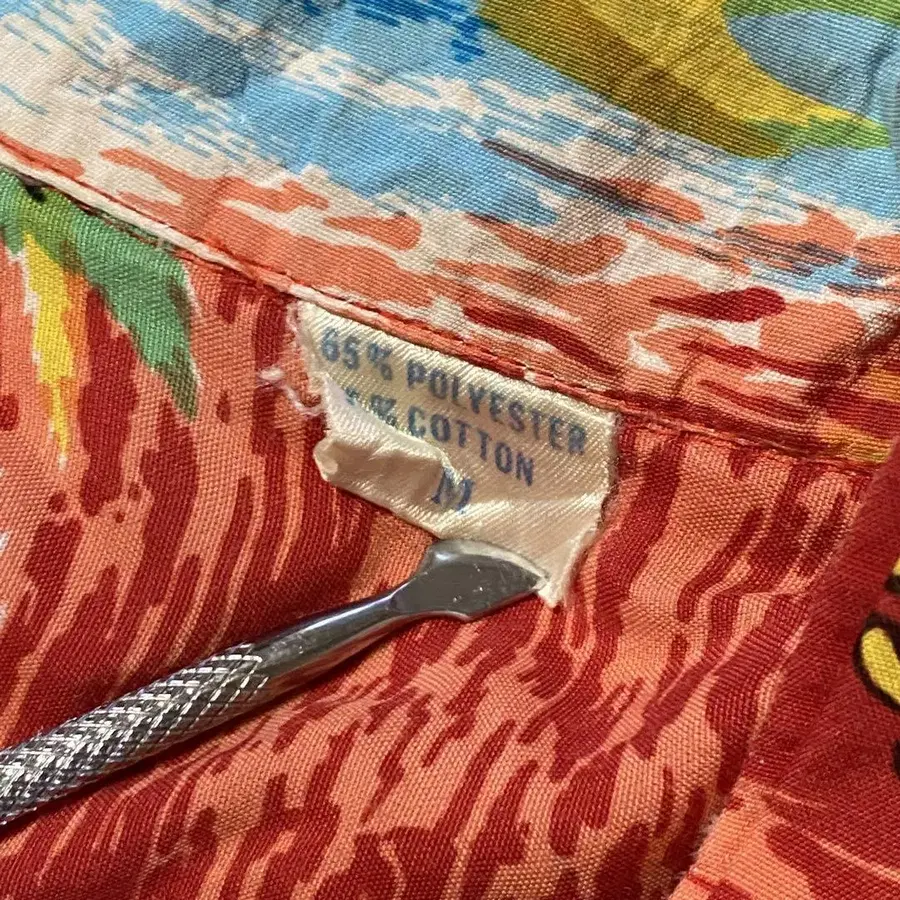 65% POLYESTER
% COTTON
M